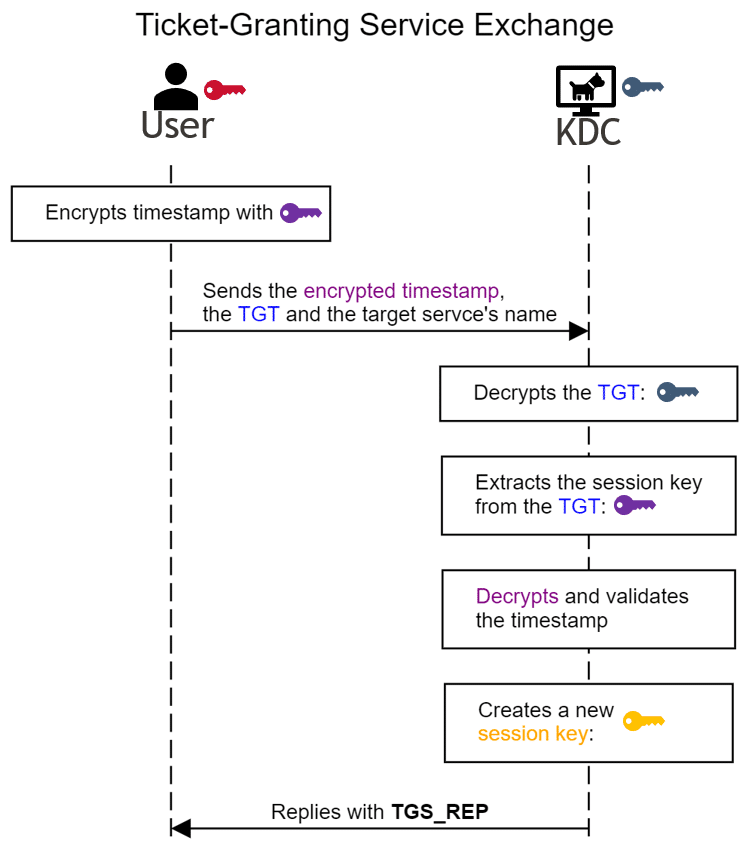 Ticket-Granting Service Exchange
User
KDC
Encrypts timestamp with
Sends the encrypted timestamp,
the TGT and the target servce's name
Decrypts the TGT:
Extracts the session key
from the TGT:
Decrypts and validates
the timestamp
Creates a new
session key:
Replies with TGS_REP